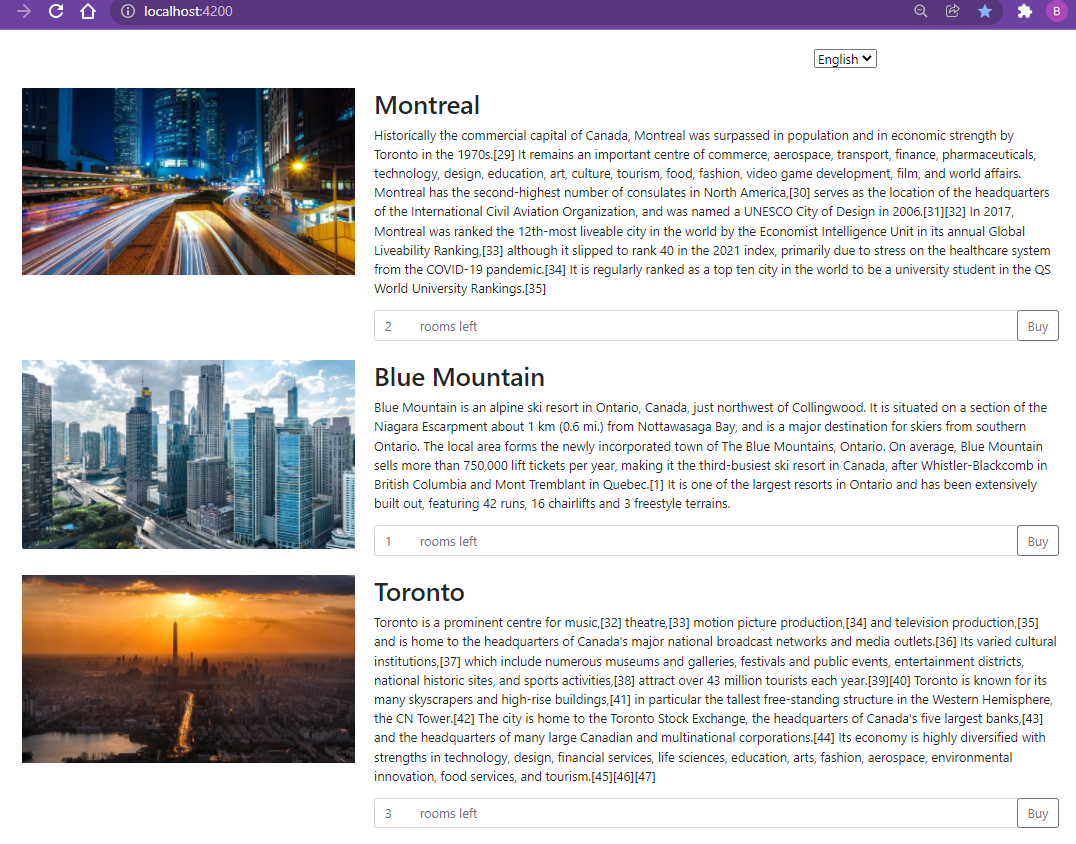 localhost:4200
B
English
Montreal
Historically the commercial capital of Canada, Montreal was surpassed in population and in economic strength by
Toronto in the 1970s.[29] It remains an important centre of commerce, aerospace, transport, finance, pharmaceuticals,
technology, design, education, art, culture, tourism, food, fashion, video game development, film, and world affairs.
Montreal has the second-highest number of consulates in North America,[30] serves as the location of the headquarters
of the International Civil Aviation Organization, and was named a UNESCO City of Design in 2006.[31][32] In 2017,
Montreal was ranked the 12th-most liveable city in the world by the Economist Intelligence Unit in its annual Global
Liveability Ranking,[33] although it slipped to rank 40 in the 2021 index, primarily due to stress on the healthcare system
from the COVID-19 pandemic.[34] It is regularly ranked as a top ten city in the world to be a university student in the QS
World University Rankings.[35]
2 rooms left Buy
Blue Mountain
Blue Mountain is an alpine ski resort in Ontario, Canada, just northwest of Collingwood. It is situated on a section of the
Niagara Escarpment about 1 km (0.6 mi.) from Nottawasaga Bay, and is a major destination for skiers from southern
Ontario. The local area forms the newly incorporated town of The Blue Mountains, Ontario. On average, Blue Mountain
sells more than 750,000 lift tickets per year, making it the third-busiest ski resort in Canada, after Whistler-Blackcomb in
British Columbia and Mont Tremblant in Quebec.[1] It is one of the largest resorts in Ontario and has been extensively
built out, featuring 42 runs, 16 chairlifts and 3 freestyle terrains.
1 rooms left Buy
Toronto
Toronto is a prominent centre for music,[32] theatre,[33] motion picture production,[34] and television production,[35]
and is home to the headquarters of Canada's major national broadcast networks and media outlets.[36] Its varied cultural
institutions,[37] which include numerous museums and galleries, festivals and public events, entertainment districts,
national historic sites, and sports activities,[38] attract over 43 million tourists each year.[39][40] Toronto is known for its
many skyscrapers and high-rise buildings,[41] in particular the tallest free-standing structure in the Western Hemisphere,
the CN Tower.[42] The city is home to the Toronto Stock Exchange, the headquarters of Canada's five largest banks,[43]
and the headquarters of many large Canadian and multinational corporations.[44] Its economy is highly diversified with
strengths in technology, design, financial services, life sciences, education, arts, fashion, aerospace, environmental
innovation, food services, and tourism.[45][46][47]
3 rooms left Buy